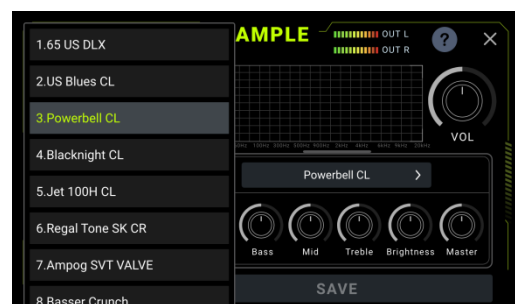 1.65 US DLX
2.US Blues CL
3.Powerbell CL
4.Blacknight CL
5.Jet 100H CL
6.Regal Tone SK CR
7.Ampog SVT VALVE
8.Basser Crunch
AMPLE
OUT L
OUT R
?
VOL
Powerbell CL
Bass Mid Treble Brightness Master
SAVE